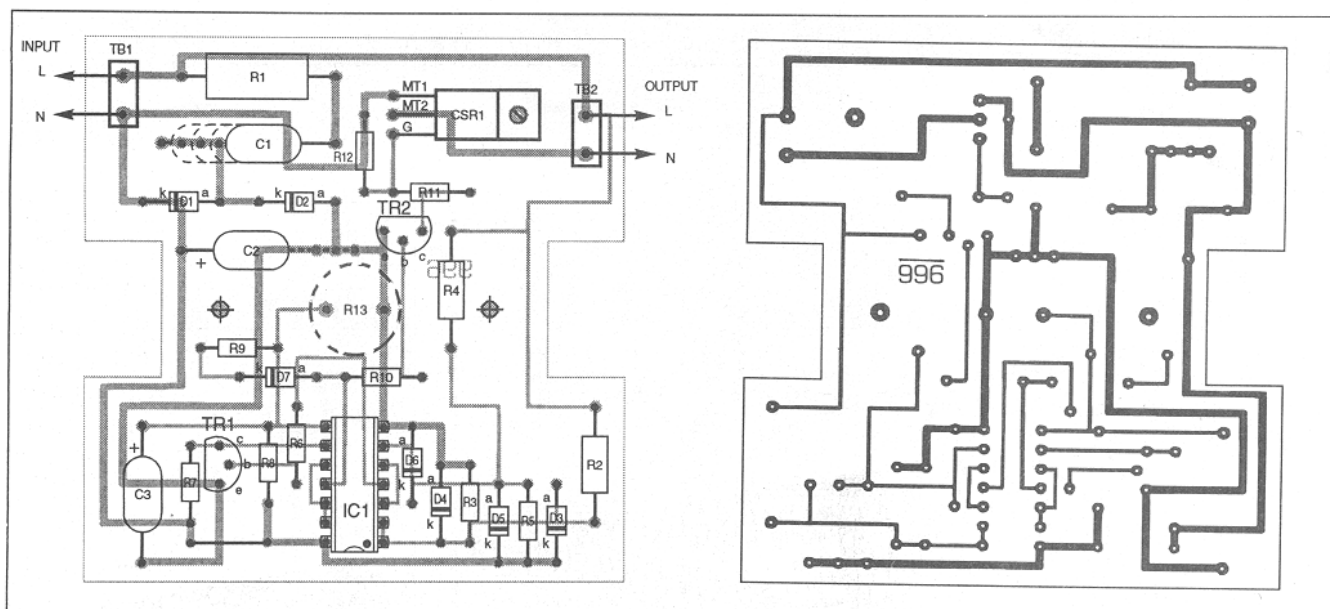 INPUT
L
N
TB1
R1
C1
R12
MT1
MT2
G
CSR1
TB2
OUTPUT
L
N
k
D1
a
k
D2
a
R11
TR2
e
b
c
C2
+
R13
R4
996
R9
k
D7
a
R10
TR1
c
b
e
+
C3
R7
R8
R6
IC1
a
D6
k
a
D4
k
R3
a
D5
k
R5
a
D3
k
R2
996